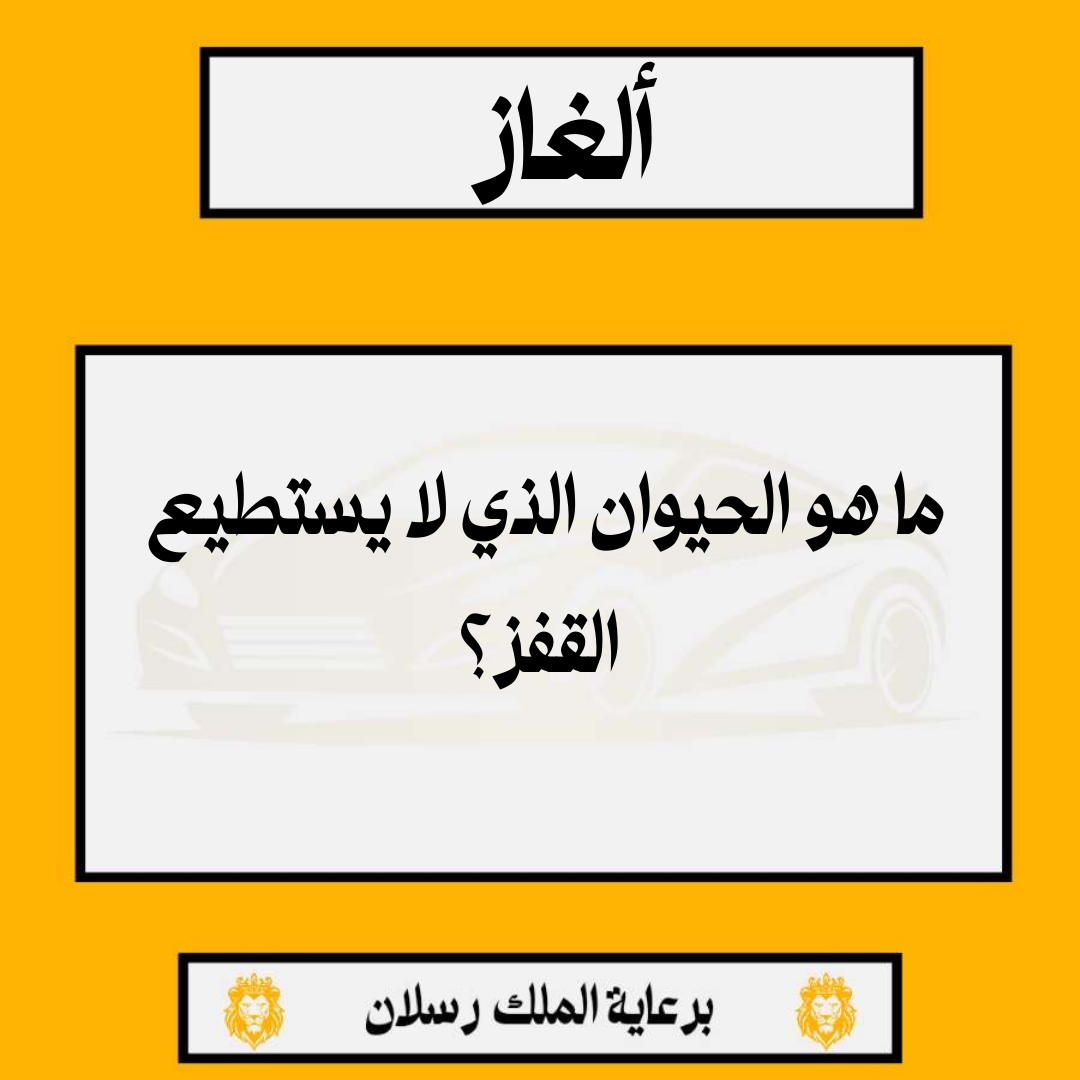 ألغاز
ما هو الحيوان الذي لا يستطيع
القفز؟
برعاية الملك رسلان